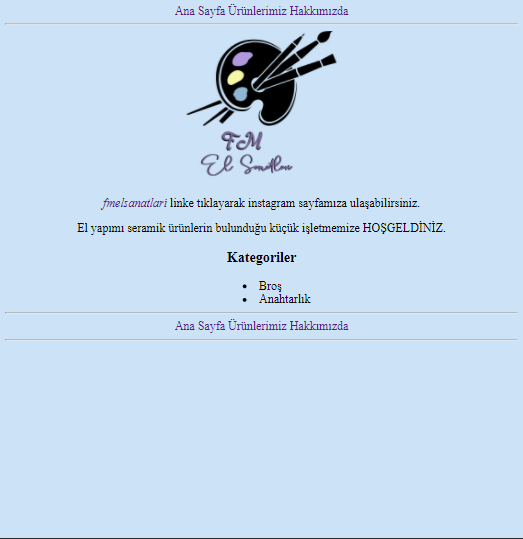 Ana Sayfa Ürünlerimiz Hakkımızda
FM
El Sanatları
fmelsanatlari linke tıklayarak instagram sayfamıza ulaşabilirsiniz.
El yapımı seramik ürünlerin bulunduğu küçük işletmemize HOŞGELDİNİZ.
Kategoriler
Broş
Anahtarlık
Ana Sayfa Ürünlerimiz Hakkımızda